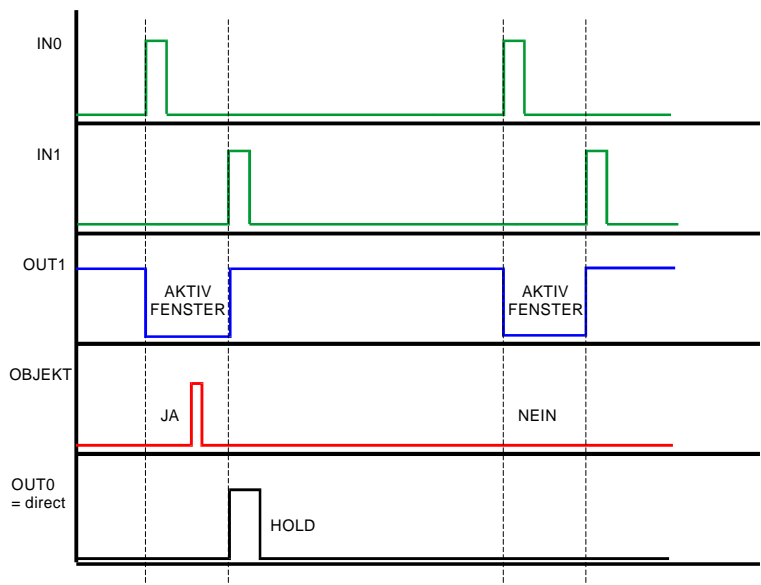 IN0
IN1
OUT1
AKTIV
FENSTER
AKTIV
FENSTER
OBJEKT
JA
NEIN
OUT0
= direct
HOLD